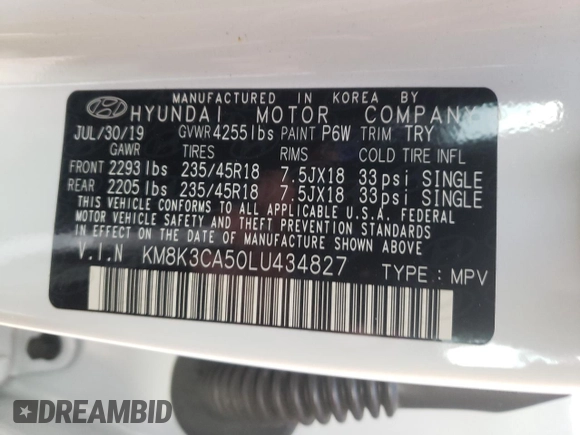 MANUFACTURED IN KOREA BY
HYUNDAI MOTOR COMPANY
JUL/30/19 GVWR 4255lbs PAINT P6W TRIM TRY
GAWR TIRES RIMS COLD TIRE INFL
FRONT 2293 lbs 235/45R18 7.5JX18 33psi SINGLE
REAR 2205 lbs 235/45R18 7.5JX18 33psi SINGLE
THIS VEHICLE CONFORMS TO ALL APPLICABLE U.S.A. FEDERAL
MOTOR VEHICLE SAFETY AND THEFT PREVENTION STANDARDS
IN EFFECT ON THE DATE OF MANUFACTURE SHOWN ABOVE.
V.I.N KM8K3CA50LU434827 TYPE : MPV
DREAMBID